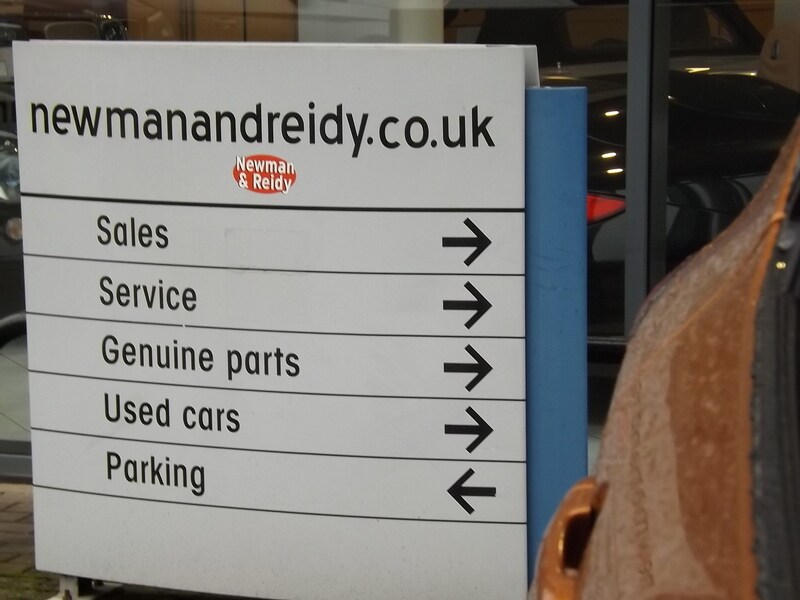 newmanandreidy.co.uk
Newman
& Reidy
Sales →
Service →
Genuine parts →
Used cars →
Parking ←